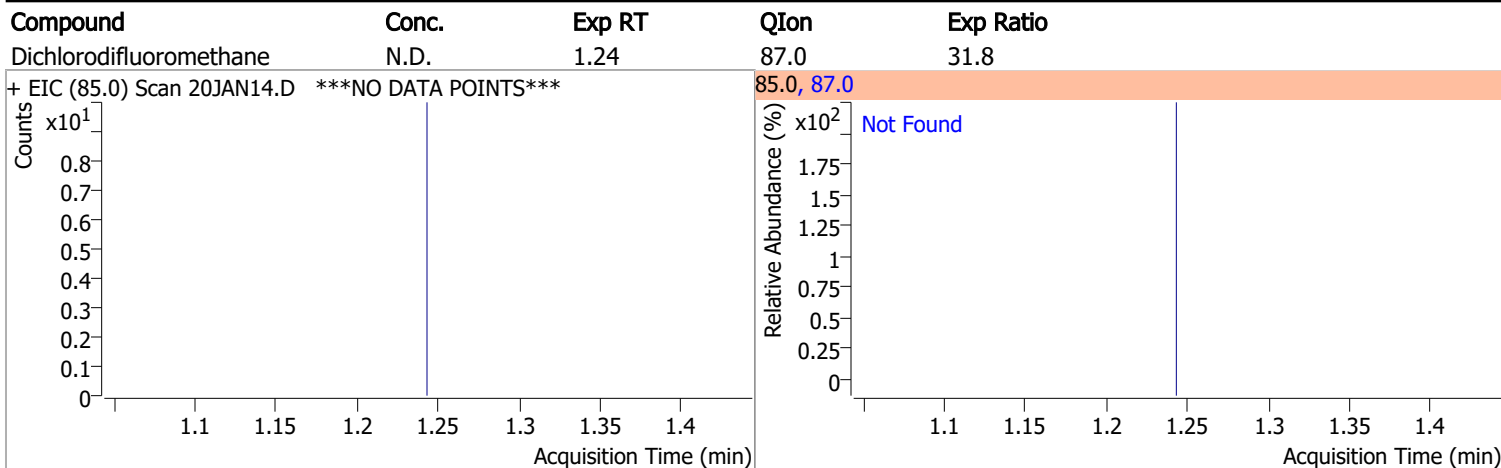 Compound Conc. Exp RT QIon Exp Ratio
Dichlorodifluoromethane N.D. 1.24 87.0 31.8
+ EIC (85.0) Scan 20JAN14.D ***NO DATA POINTS***
Counts
x10¹
0.8
0.7
0.6
0.5
0.4
0.3
0.2
0.1
0
1.1 1.15 1.2 1.25 1.3 1.35 1.4
Acquisition Time (min)
85.0, 87.0
Relative Abundance (%)
x10²
Not Found
1.75
1.5
1.25
1
0.75
0.5
0.25
0
1.1 1.15 1.2 1.25 1.3 1.35 1.4
Acquisition Time (min)